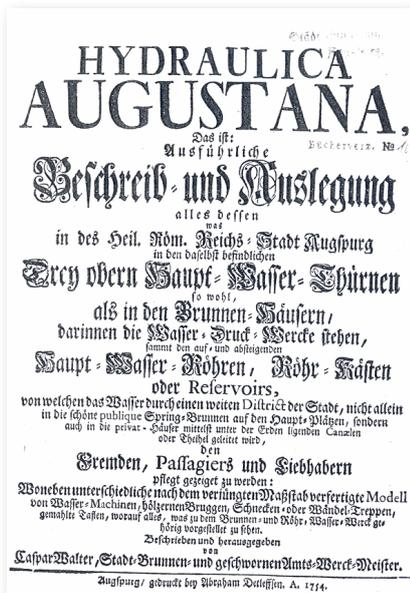 HYDRAULICA
AUGUSTANA,
Das ist:
Ausführliche
Beschreib- und Auslegung
alles dessen
was
in des Heil. Röm. Reichs-Stadt Augspurg
in den daselbst befindlichen
Drey obern Haupt-Wasser-Thürnen
so wohl,
als in den Brunnen-Häusern,
darinnen die Wasser-Druck-Wercke stehen,
sammt den auf- und absteigenden
Haupt-Wasser-Röhren, Röhr-Kästen
oder Reservoirs,
von welchen das Wasser durch einen weiten District der Stadt, nicht allein
in die schöne publique Spring-Brunnen auf den Haupt-Plätzen, sondern
auch in die privat-Häuser mittelst unter der Erden ligenden Canælen
oder Theihel geleitet wird,
den
Fremden, Passagiers und Liebhabern
pflegt gezeiget zu werden:
Woneben unterschiedliche nach dem verjüngten Maßstab verfertigte Modell
von Wasser-Machinen, hölzernen Bruggen, Schnecken- oder Wändel-Treppen,
gemahlte Taflen, worauf alles, was zu dem Brunnen- und Röhr-Wasser-Werck ge-
hörig vorgestellet zu sehen.
Beschrieben und herausgegeben
von
Caspar Walter, Stadt-Brunnen- und geschwornen Amts-Werck-Meister.
Augspurg, gedruckt bey Abraham Detleffsen. A. 1754.